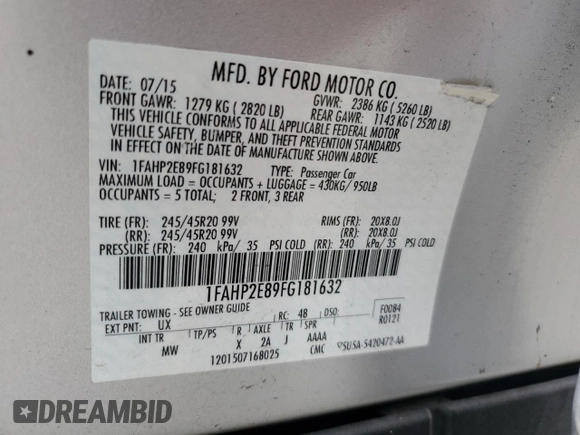 MFD. BY FORD MOTOR CO.
DATE: 07/15
GVWR: 2386 KG ( 5260 LB)
FRONT GAWR: 1279 KG ( 2820 LB)
REAR GAWR: 1143 KG ( 2520 LB)
THIS VEHICLE CONFORMS TO ALL APPLICABLE FEDERAL MOTOR
VEHICLE SAFETY, BUMPER, AND THEFT PREVENTION STANDARDS
IN EFFECT ON THE DATE OF MANUFACTURE SHOWN ABOVE.
VIN: 1FAHP2E89FG181632 TYPE: Passenger Car
MAXIMUM LOAD = OCCUPANTS + LUGGAGE = 430KG/ 950LB
OCCUPANTS = 5 TOTAL; 2 FRONT, 3 REAR
TIRE (FR): 245/45R20 99V RIMS (FR): 20X8.0J
(RR): 245/45R20 99V (RR): 20X8.0J
PRESSURE (FR): 240 kPa/ 35 PSI COLD (RR): 240 kPa/ 35 PSI COLD
1FAHP2E89FG181632
TRAILER TOWING - SEE OWNER GUIDE
EXT PNT: UX RC: 48 DSO: F0084
R0121
INT TR TP/PS R AXLE TR SPR
MW X 2A J AAAA
1201507168025 CMC SUSA-5420472-AA
DREAMBID